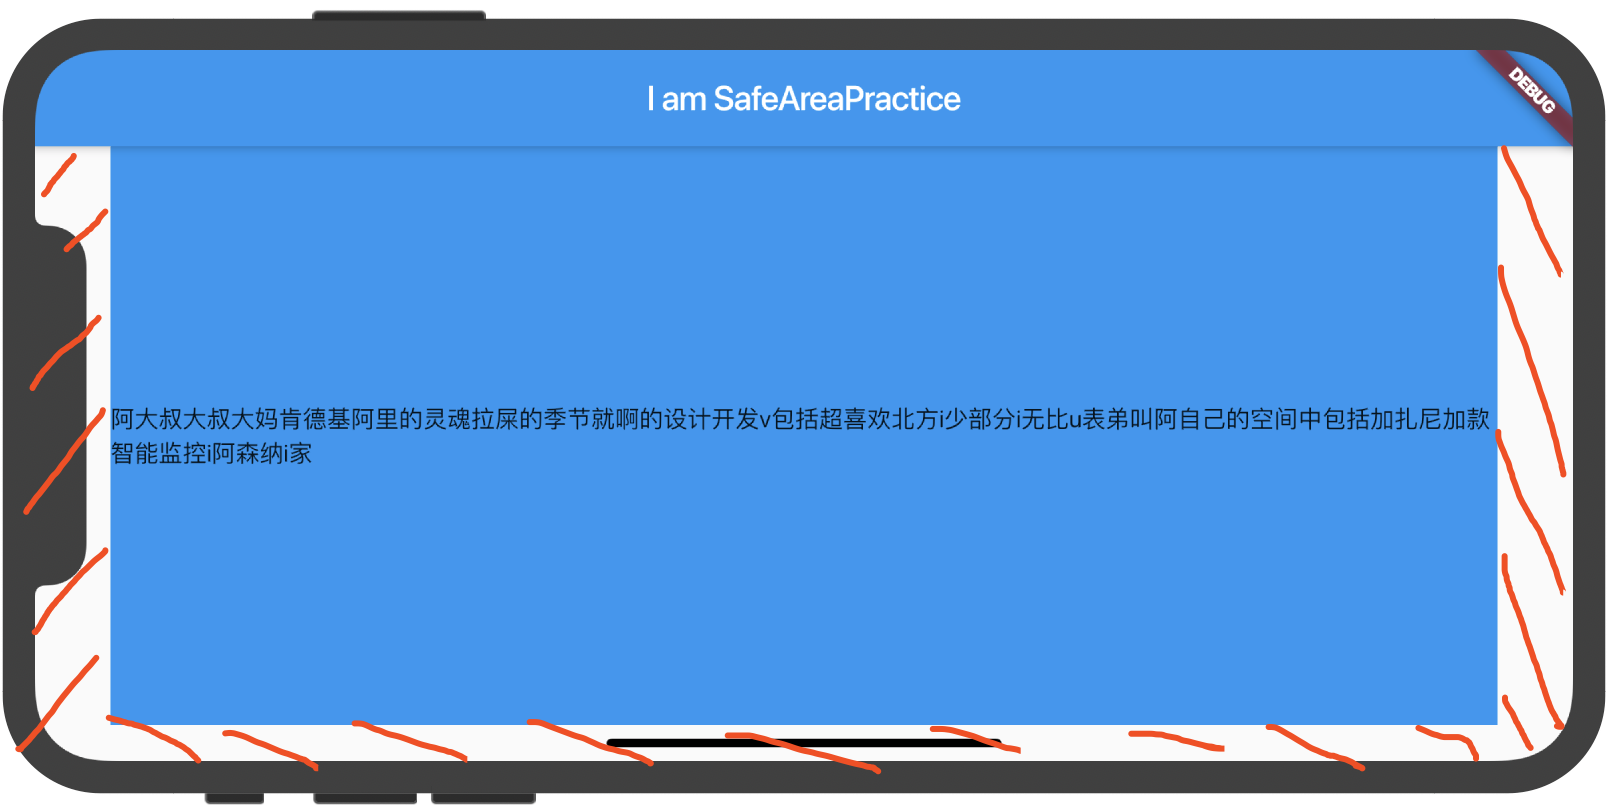 I am SafeAreaPractice
DEBUG
阿大叔大叔大妈肯德基阿里的灵魂拉屎的季节就啊的设计开发v包括超喜欢北方i少部分i无比u表弟叫阿自己的空间中包括加扎尼加款
智能监控i阿森纳i家